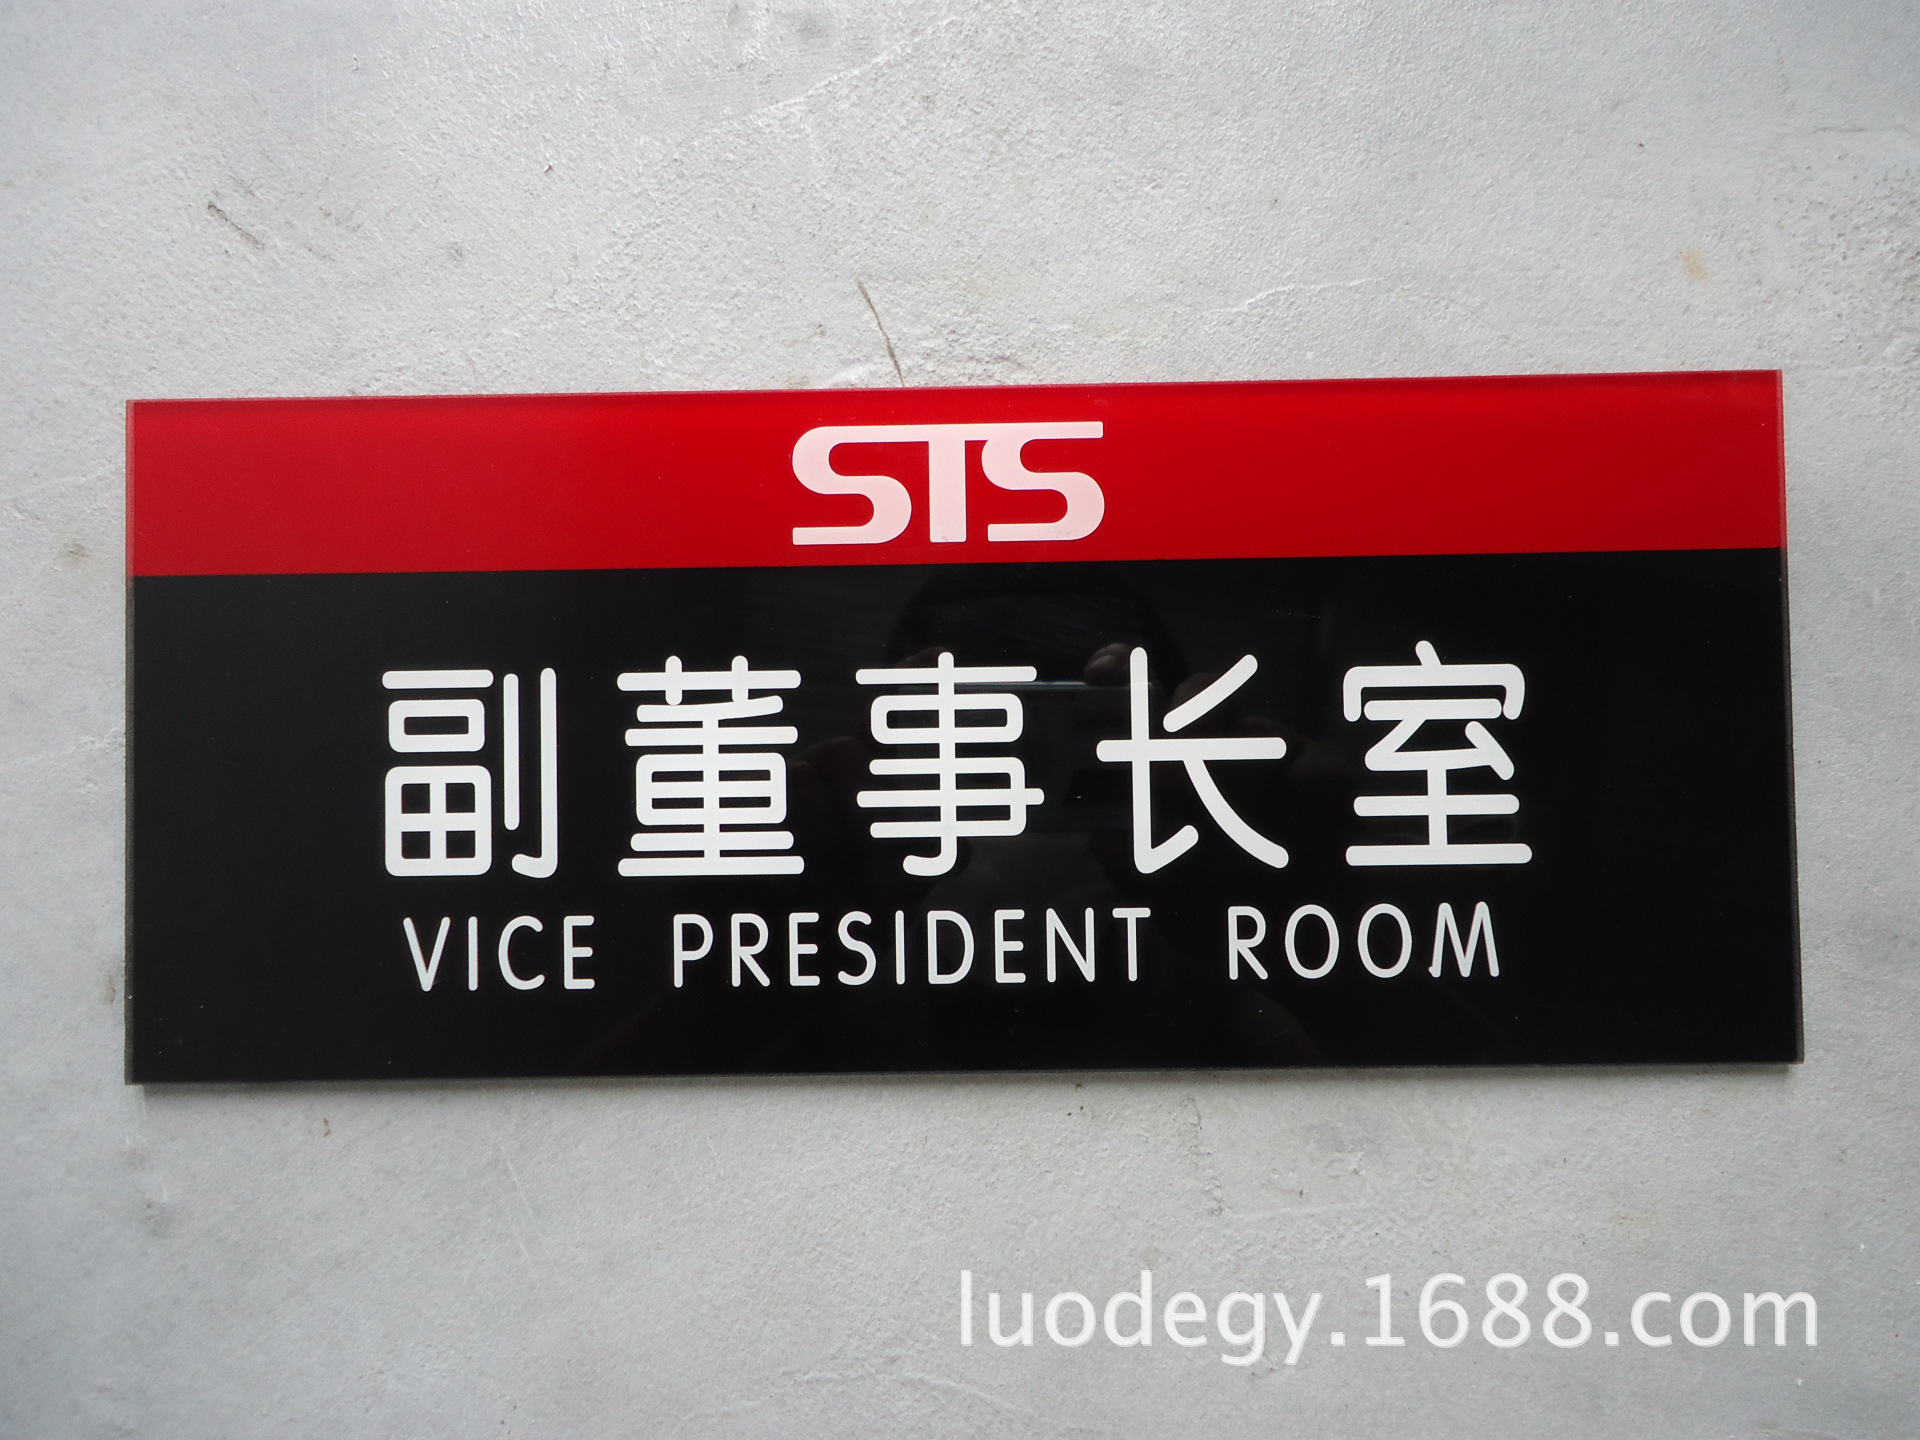 STS
副董事长室
VICE PRESIDENT ROOM
luodegy.1688.com